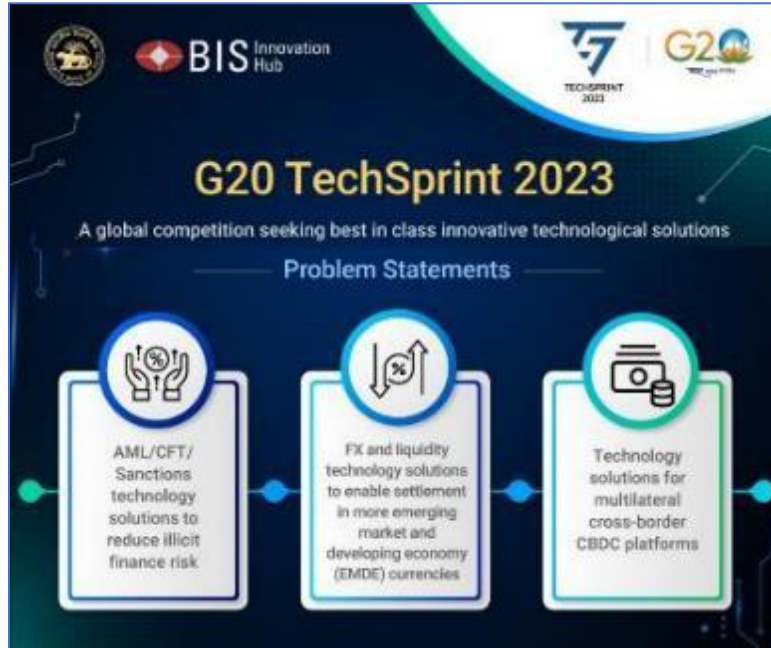 BIS Innovation
Hub
TECHSPRINT
2023
G20
G20 TechSprint 2023
A global competition seeking best in class innovative technological solutions
Problem Statements
AML/CFT/
Sanctions
technology
solutions to
reduce illicit
finance risk
FX and liquidity
technology solutions
to enable settlement
in more emerging
market and
developing economy
(EMDE) currencies
Technology
solutions for
multilateral
cross-border
CBDC platforms